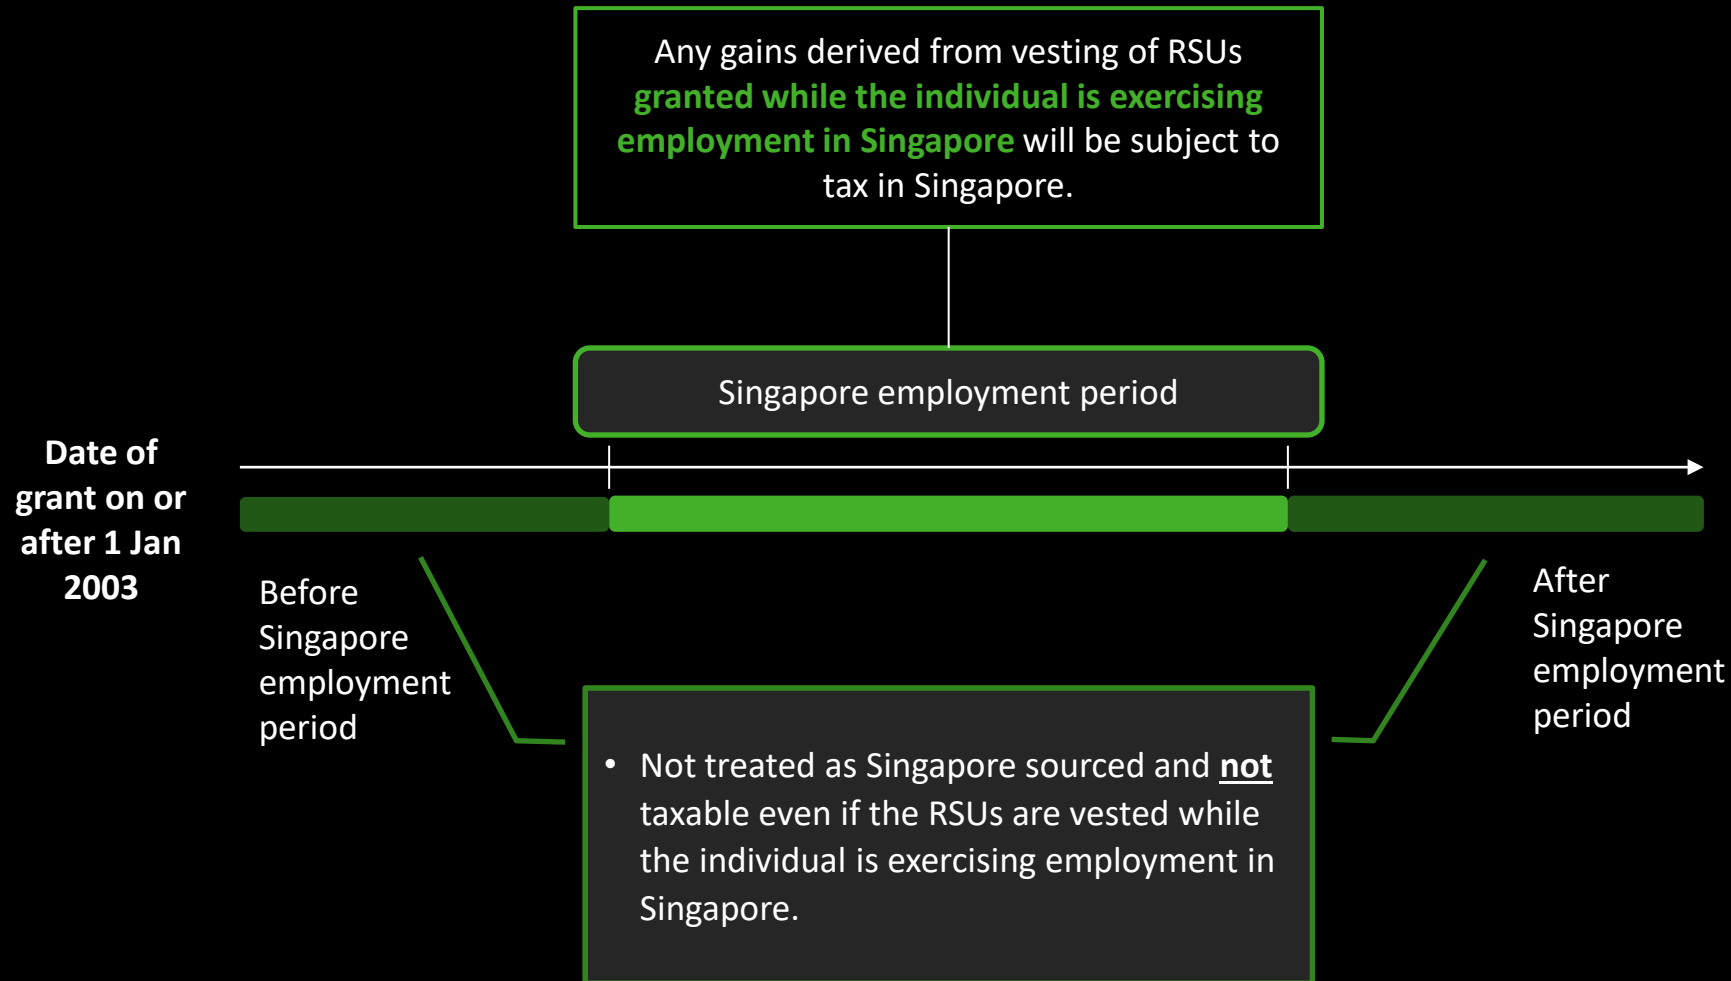 Any gains derived from vesting of RSUs
granted while the individual is exercising
employment in Singapore will be subject to
tax in Singapore.
Singapore employment period
Date of
grant on or
after 1 Jan
2003
Before
Singapore
employment
period
After
Singapore
employment
period
• Not treated as Singapore sourced and not
taxable even if the RSUs are vested while
the individual is exercising employment in
Singapore.